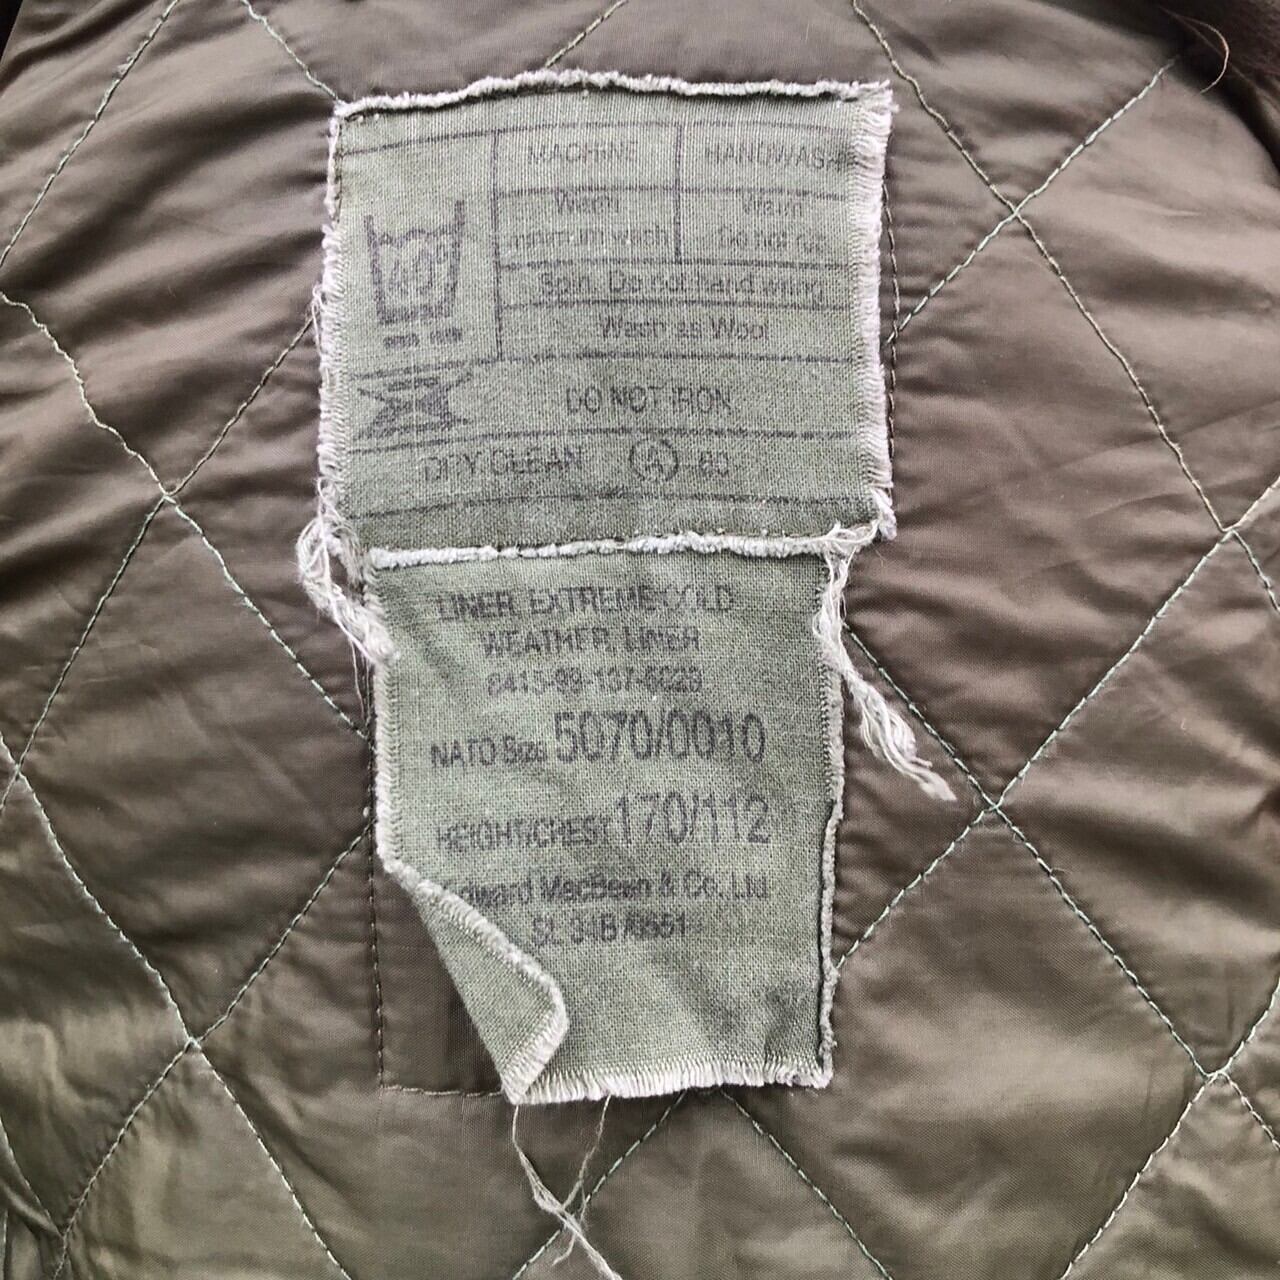 MACHINE HANDWASH
Warm Warm
minimum wash Do not rub
40°
Spin. Do not hand wring
Wash as Wool
DO NOT IRON
DRY CLEAN A 60
LINER, EXTREME COLD
WEATHER, LINER
NATO Size 5070/0010
HEIGHT/CHEST 170/112
MacBean & Co., Ltd.